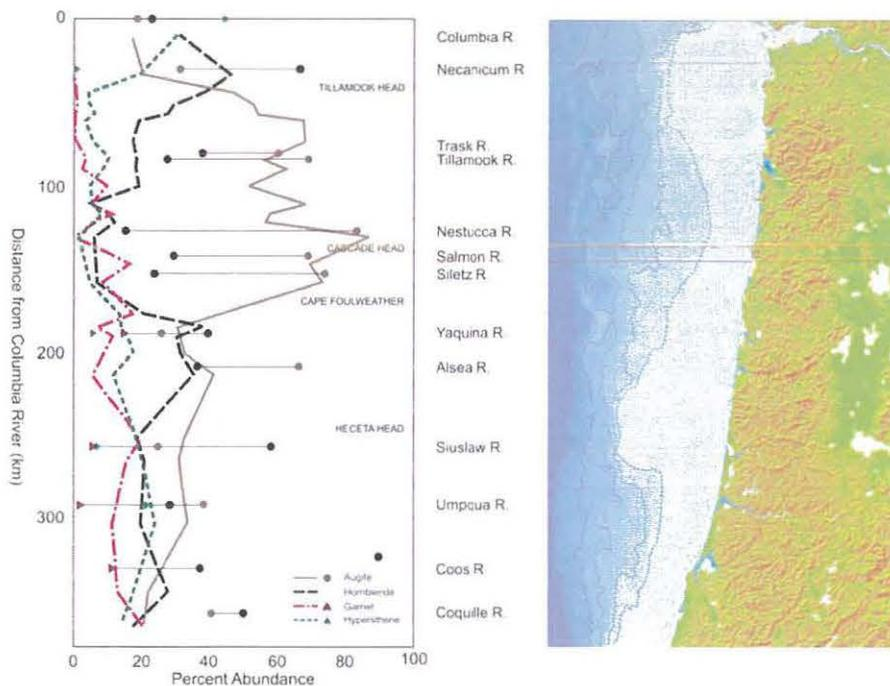 0
100
200
300
Distance from Columbia River (km)
0
20
40
60
80
100
Percent Abundance
TILLAMOOK HEAD
CASCADE HEAD
CAPE FOULWEATHER
HECETA HEAD
Augite
Hornblende
Garnet
Hypersthene
Columbia R.
Necanicum R
Trask R.
Tillamook R.
Nestucca R.
Salmon R.
Siletz R.
Yaquina R.
Alsea R.
Siuslaw R.
Umpqua R.
Coos R
Coquille R.